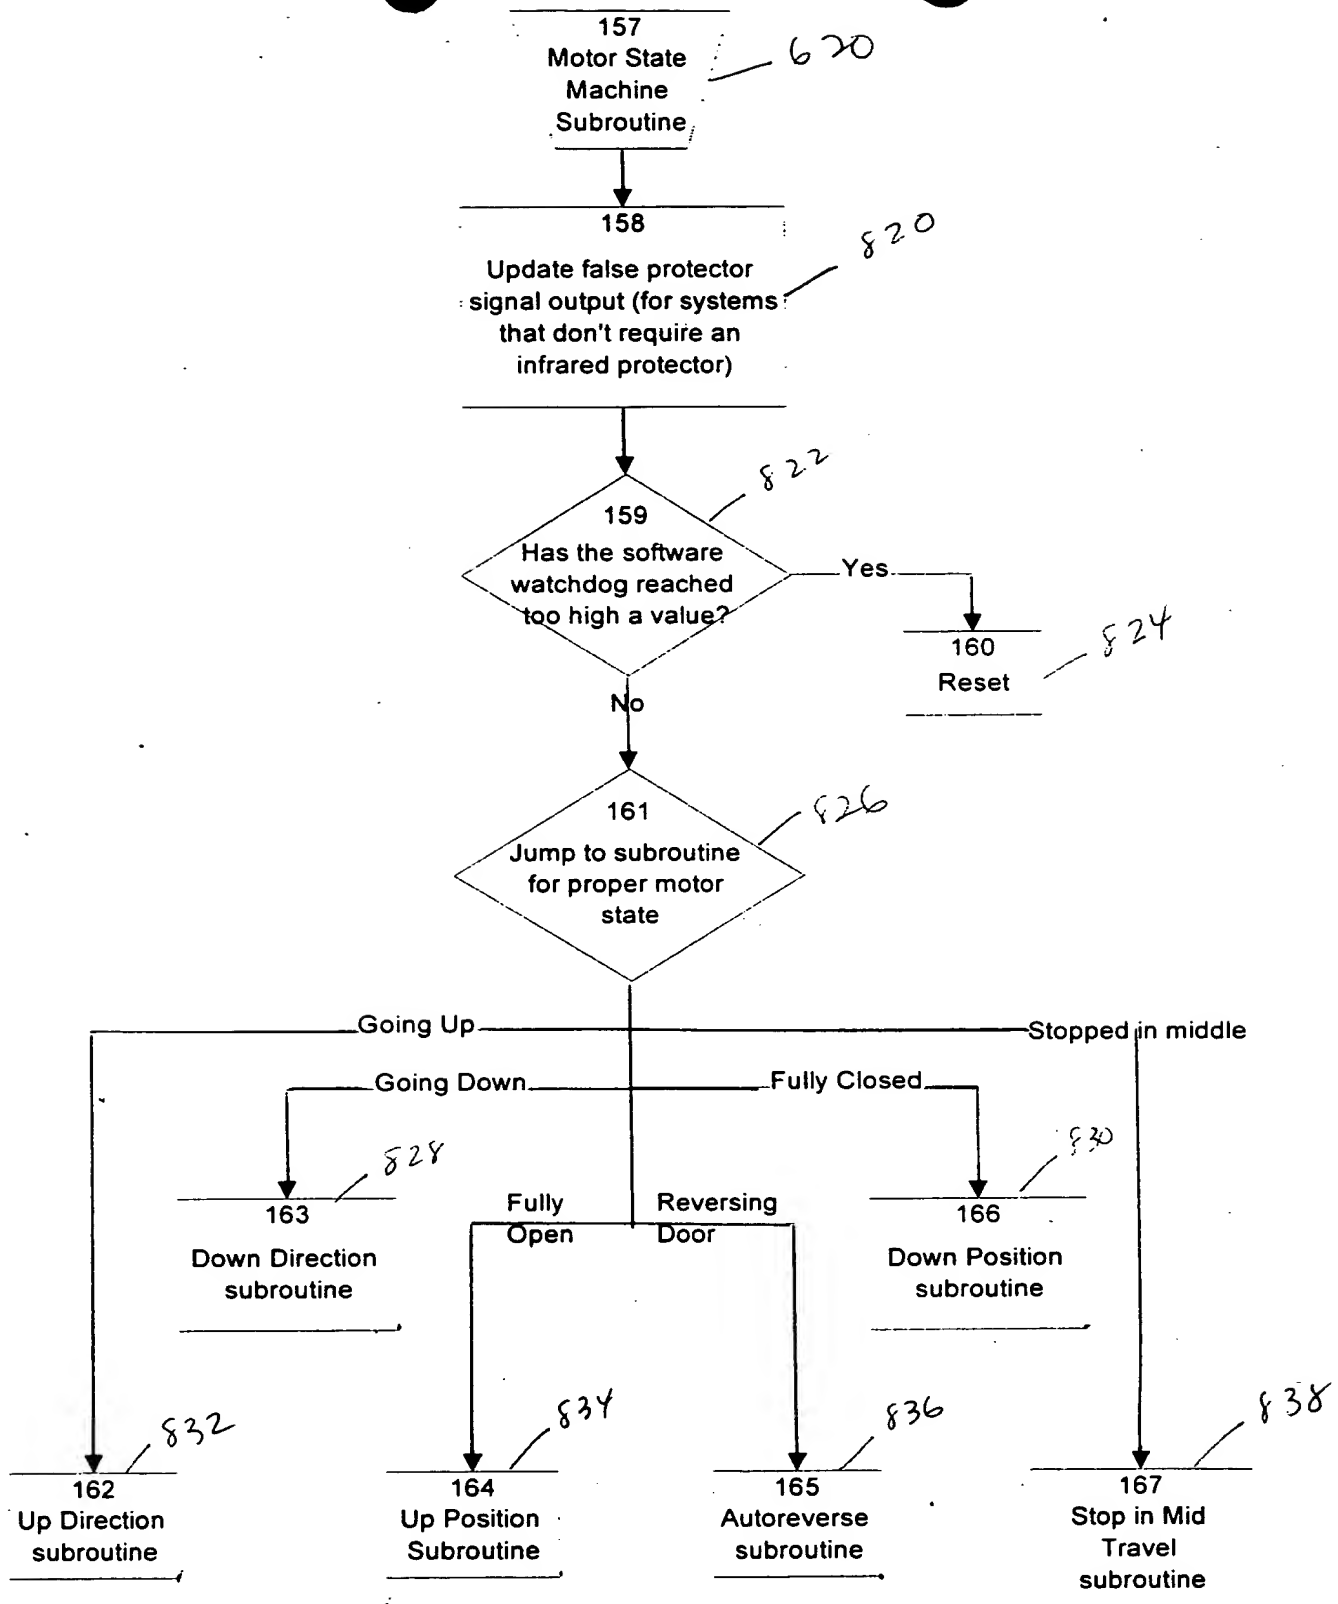 157
Motor State
Machine
Subroutine
620
158
Update false protector
signal output (for systems
that don't require an
infrared protector)
820
159
Has the software
watchdog reached
too high a value?
822
Yes
160
Reset
824
No
161
Jump to subroutine
for proper motor
state
826
Going Up
Stopped in middle
Going Down
Fully Closed
828
830
163
Down Direction
subroutine
Fully
Open
Reversing
Door
166
Down Position
subroutine
832
834
836
838
162
Up Direction
subroutine
164
Up Position
Subroutine
165
Autoreverse
subroutine
167
Stop in Mid
Travel
subroutine